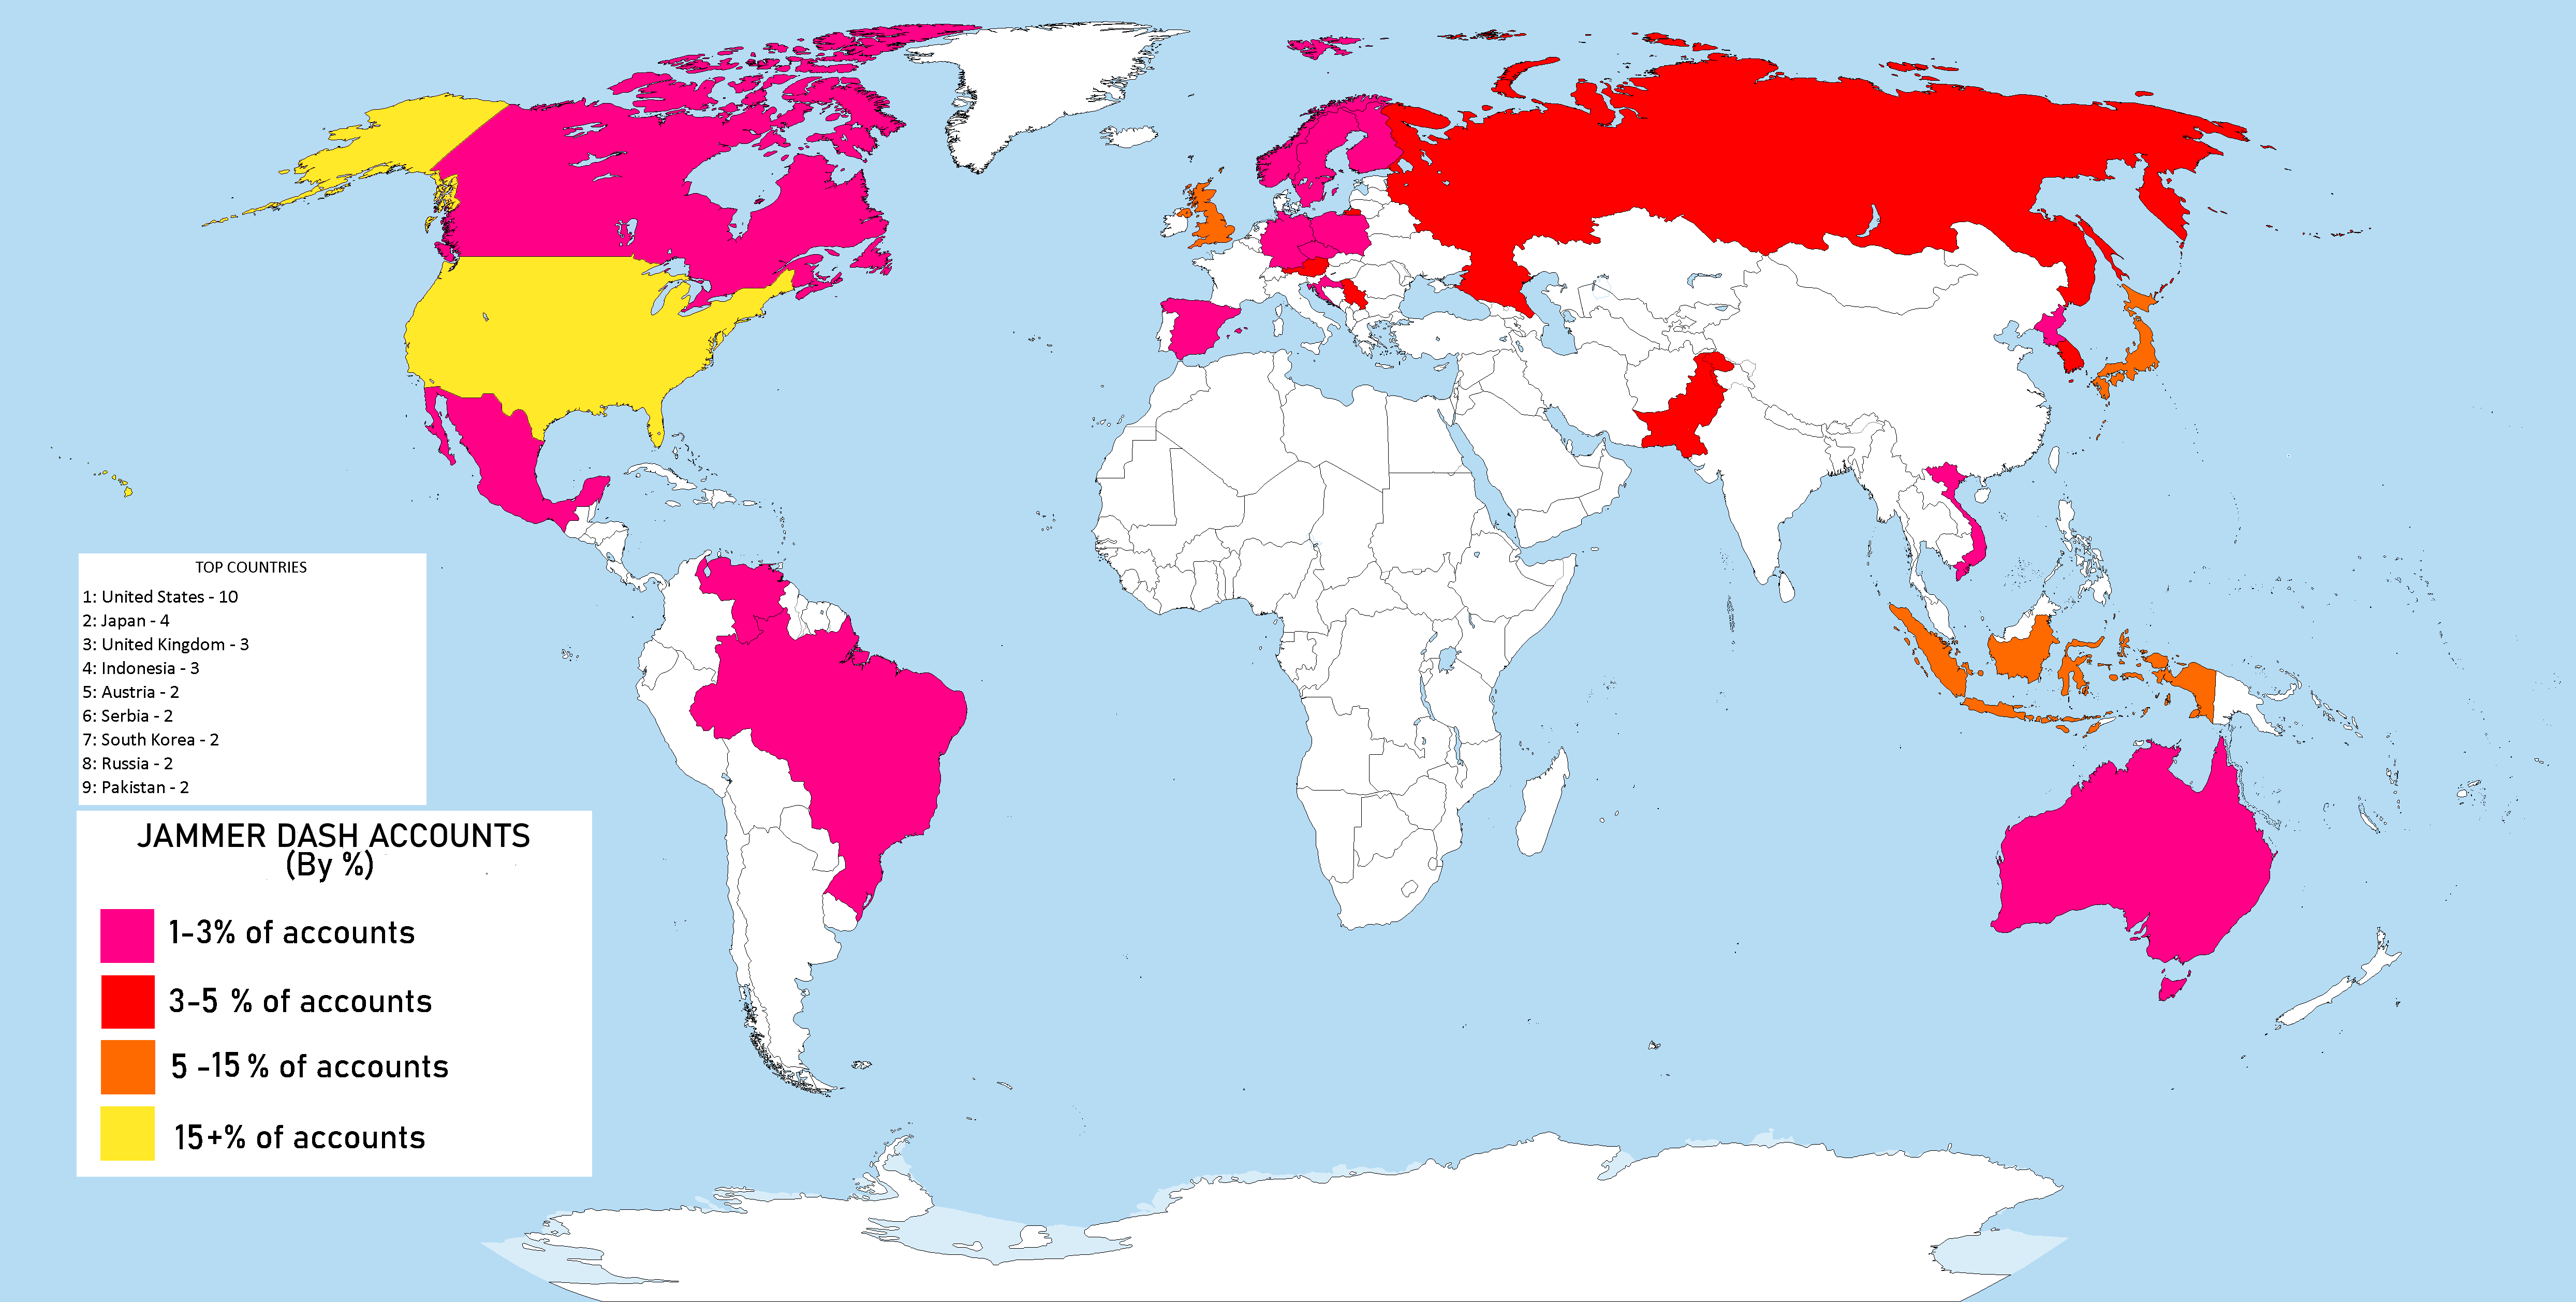 TOP COUNTRIES
1: United States - 10
2: Japan - 4
3: United Kingdom - 3
4: Indonesia - 3
5: Austria - 2
6: Serbia - 2
7: South Korea - 2
8: Russia - 2
9: Pakistan - 2
JAMMER DASH ACCOUNTS
(By %)
1-3% of accounts
3-5 % of accounts
5 -15 % of accounts
15+% of accounts